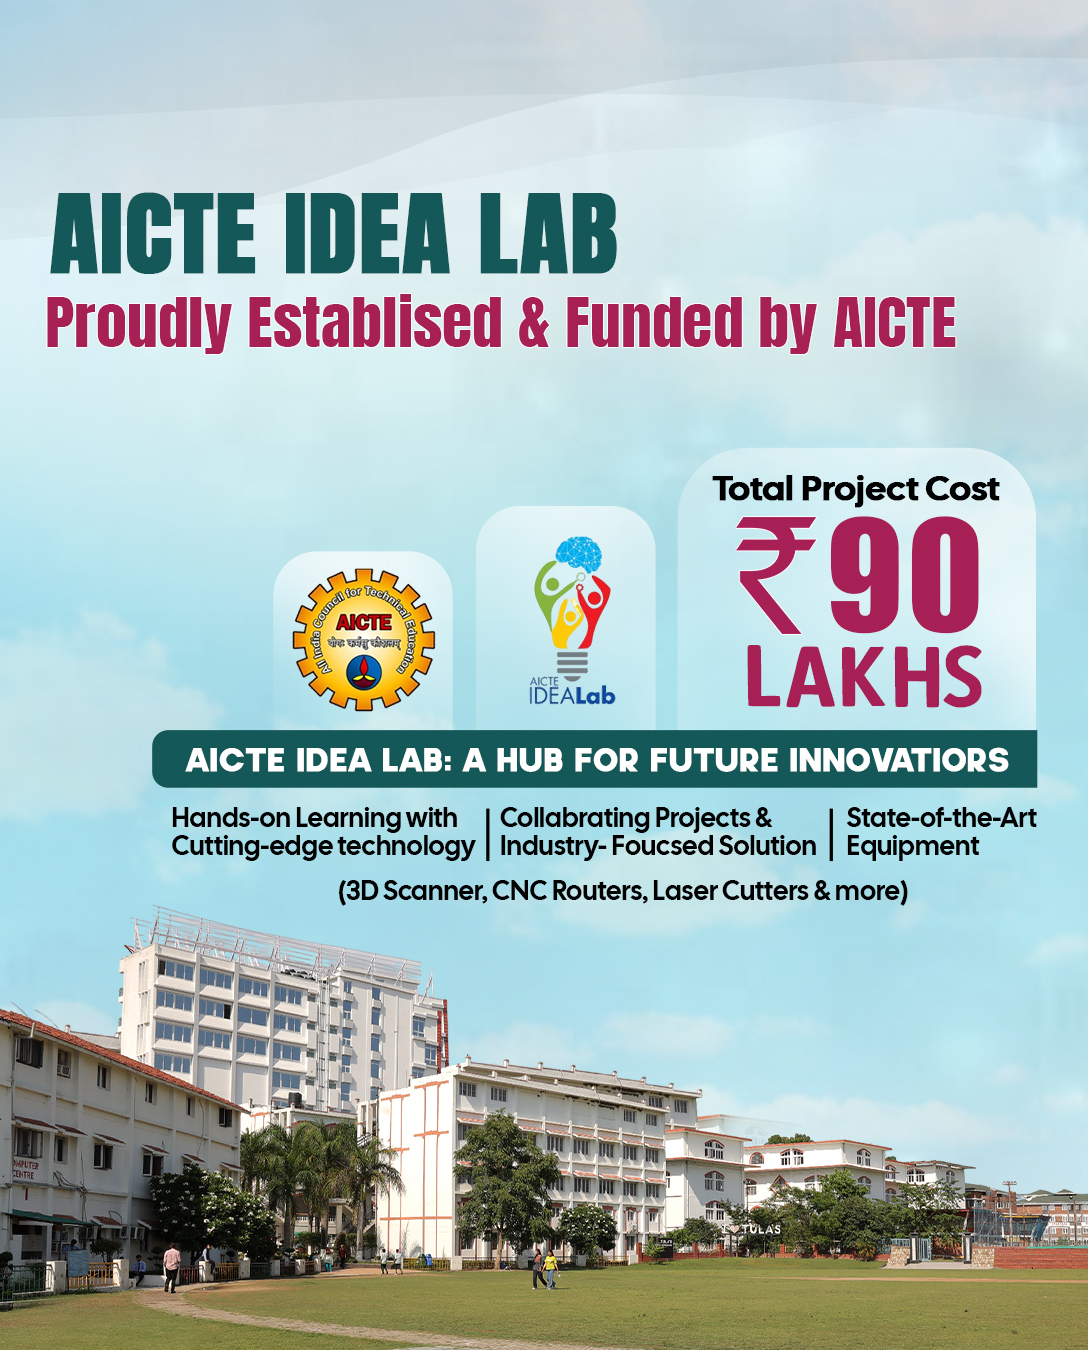 AICTE IDEA LAB
Proudly Establised & Funded by AICTE
Total Project Cost
₹90
LAKHS
All India Council for Technical Education
AICTE
योगः कर्मसु कौशलम्
AICTE
IDEALab
AICTE IDEA LAB: A HUB FOR FUTURE INNOVATIORS
Hands-on Learning with
Cutting-edge technology
Collabrating Projects &
Industry- Foucsed Solution
State-of-the-Art
Equipment
(3D Scanner, CNC Routers, Laser Cutters & more)
COMPUTER
CENTRE
TULAS